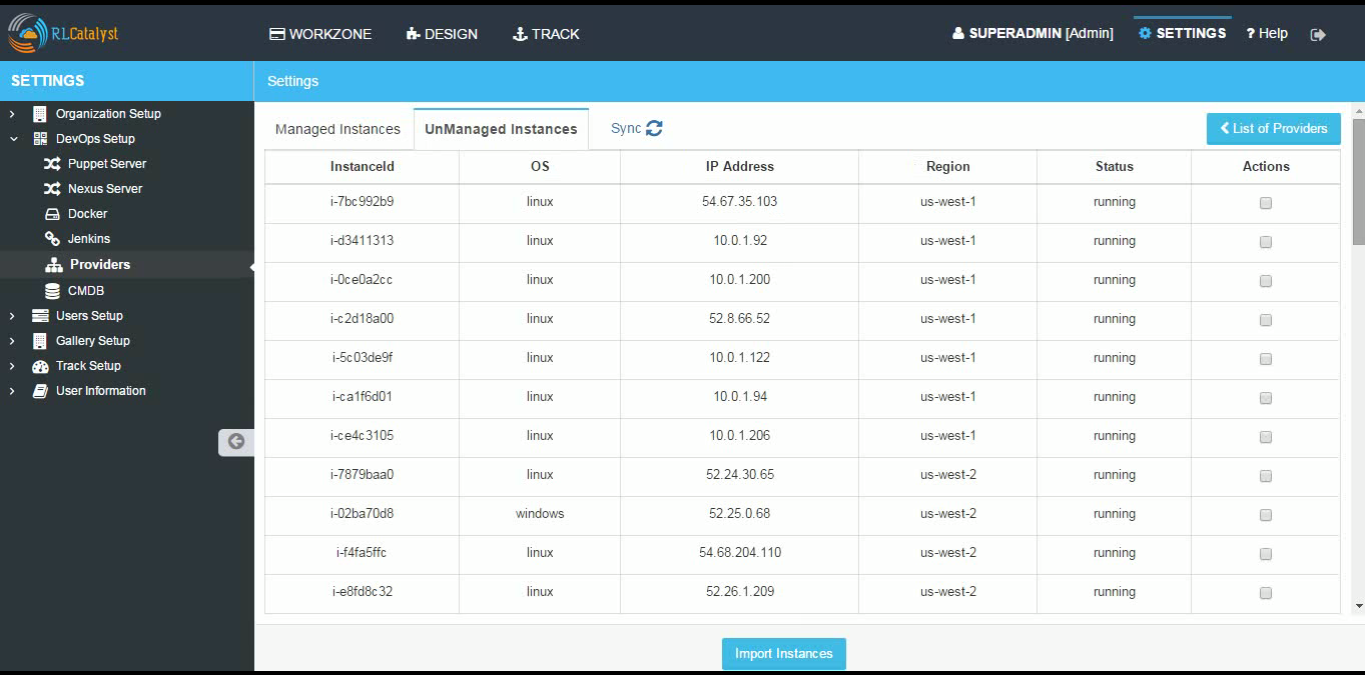 RLCatalyst WORKZONE DESIGN TRACK SUPERADMIN [Admin] SETTINGS ? Help
SETTINGS
Settings
Organization Setup
DevOps Setup
Puppet Server
Nexus Server
Docker
Jenkins
Providers
CMDB
Users Setup
Gallery Setup
Track Setup
User Information
Managed Instances UnManaged Instances Sync List of Providers
InstanceId OS IP Address Region Status Actions
i-7bc992b9 linux 54.67.35.103 us-west-1 running
i-d3411313 linux 10.0.1.92 us-west-1 running
i-0ce0a2cc linux 10.0.1.200 us-west-1 running
i-c2d18a00 linux 52.8.66.52 us-west-1 running
i-5c03de9f linux 10.0.1.122 us-west-1 running
i-ca1f6d01 linux 10.0.1.94 us-west-1 running
i-ce4c3105 linux 10.0.1.206 us-west-1 running
i-7879baa0 linux 52.24.30.65 us-west-2 running
i-02ba70d8 windows 52.25.0.68 us-west-2 running
i-f4fa5ffc linux 54.68.204.110 us-west-2 running
i-e8fd8c32 linux 52.26.1.209 us-west-2 running
Import Instances